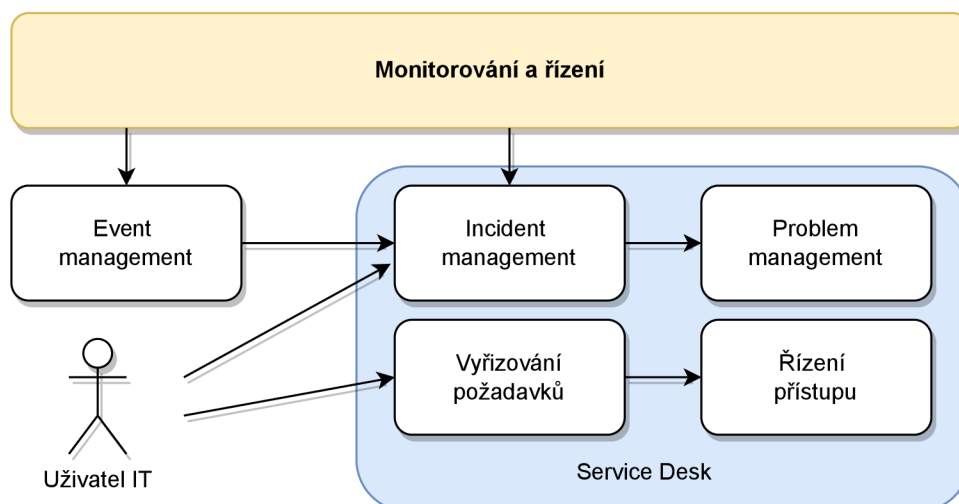 Monitorování a řízení
Event
management
Incident
management
Problem
management
Vyřizování
požadavků
Řízení
přístupu
Uživatel IT
Service Desk